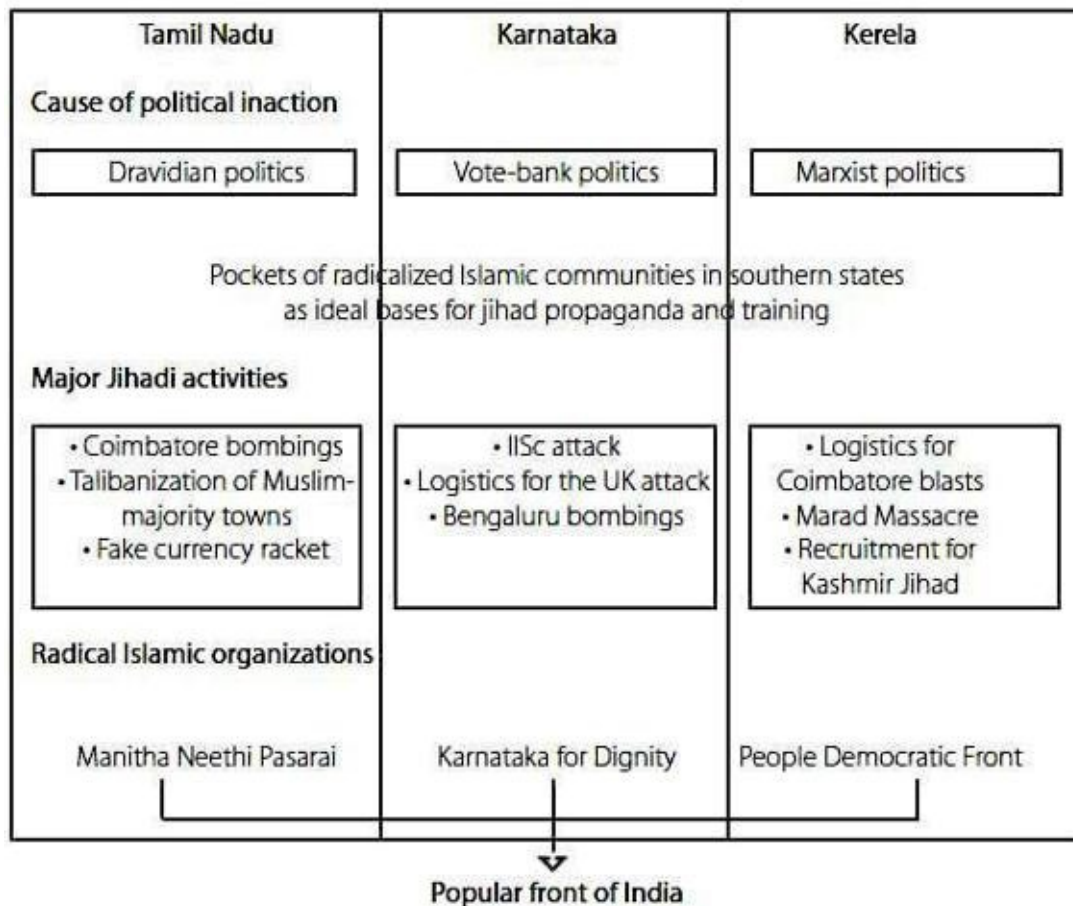 Tamil Nadu
Karnataka
Kerela
Cause of political inaction
Dravidian politics
Vote-bank politics
Marxist politics
Pockets of radicalized Islamic communities in southern states
as ideal bases for jihad propaganda and training
Major Jihadi activities
• Coimbatore bombings
• Talibanization of Muslim-
majority towns
• Fake currency racket
• IISc attack
• Logistics for the UK attack
• Bengaluru bombings
• Logistics for
Coimbatore blasts
• Marad Massacre
• Recruitment for
Kashmir Jihad
Radical Islamic organizations
Manitha Neethi Pasarai
Karnataka for Dignity
People Democratic Front
Popular front of India